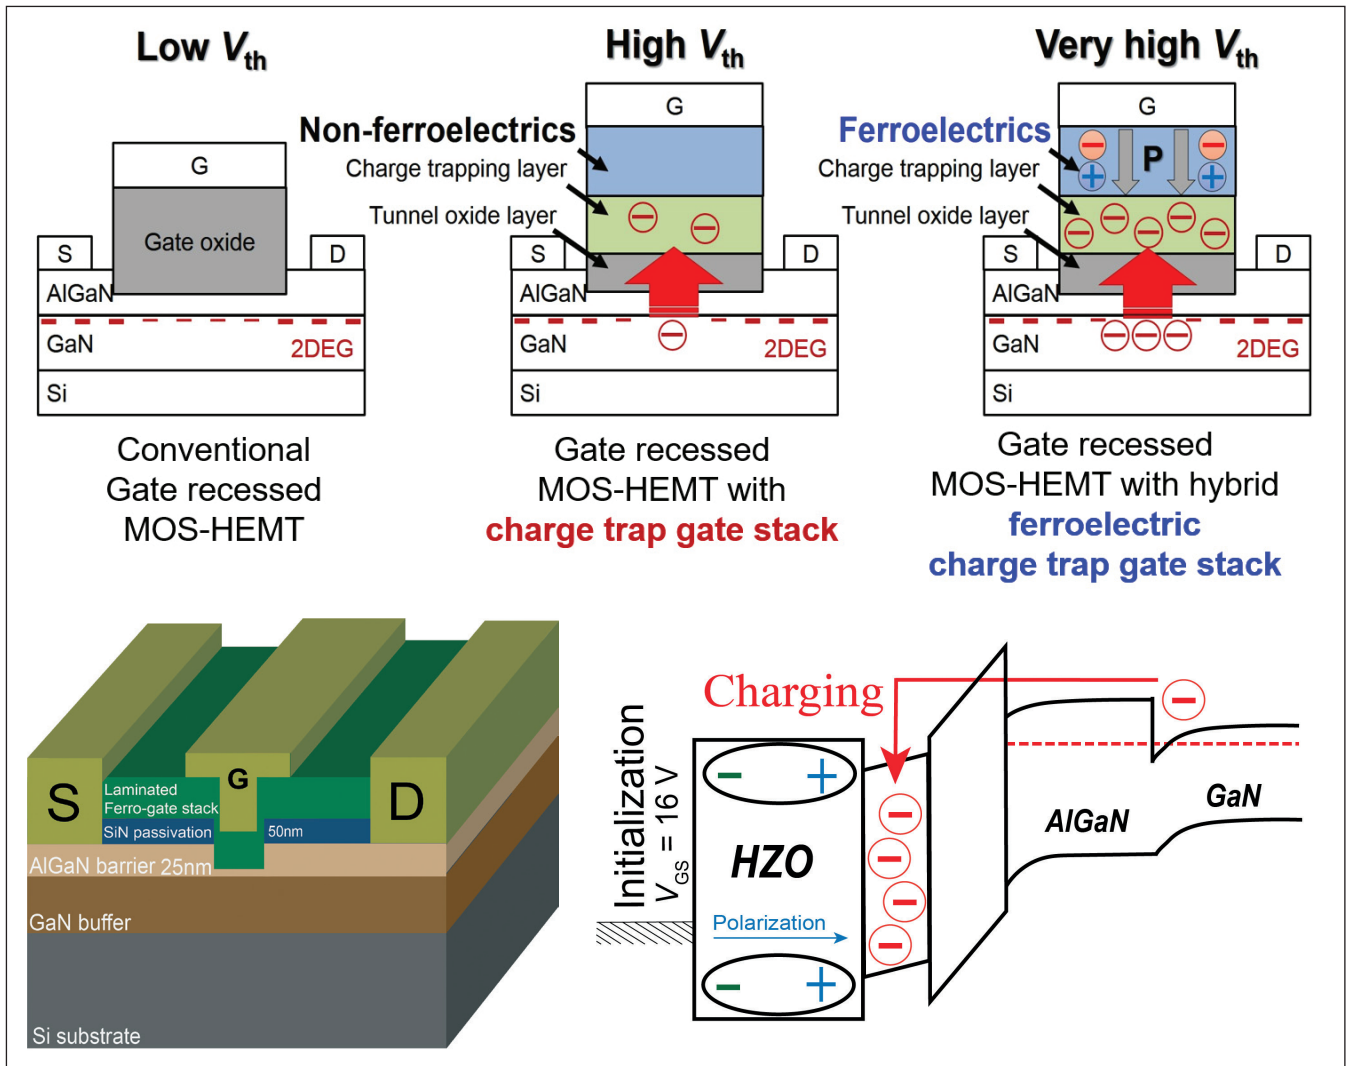 Low Vth
G
Gate oxide
S
D
AlGaN
GaN
2DEG
Si
Conventional
Gate recessed
MOS-HEMT
High Vth
G
Non-ferroelectrics
Charge trapping layer
Tunnel oxide layer
S
D
AlGaN
GaN
2DEG
Si
Gate recessed
MOS-HEMT with
charge trap gate stack
Very high Vth
G
Ferroelectrics
P
Charge trapping layer
Tunnel oxide layer
S
D
AlGaN
GaN
2DEG
Si
Gate recessed
MOS-HEMT with hybrid
ferroelectric
charge trap gate stack
S
G
D
Laminated
Ferro-gate stack
SiN passivation
50nm
AlGaN barrier 25nm
GaN buffer
Si substrate
Initialization
VGS = 16 V
Charging
HZO
Polarization
AlGaN
GaN